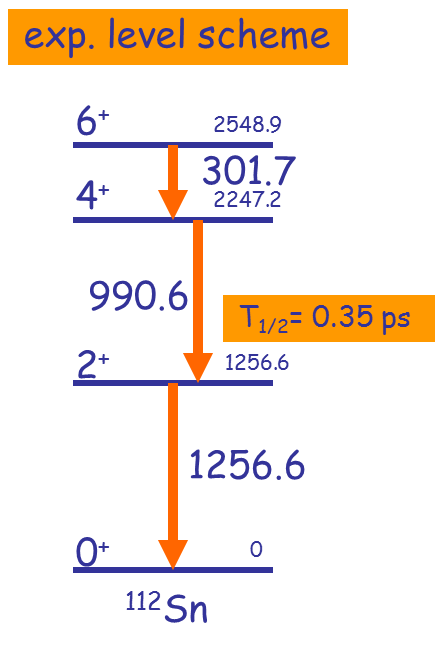 exp. level scheme
6+ 2548.9
301.7
4+ 2247.2
990.6
T1/2= 0.35 ps
2+ 1256.6
1256.6
0+ 0
112Sn